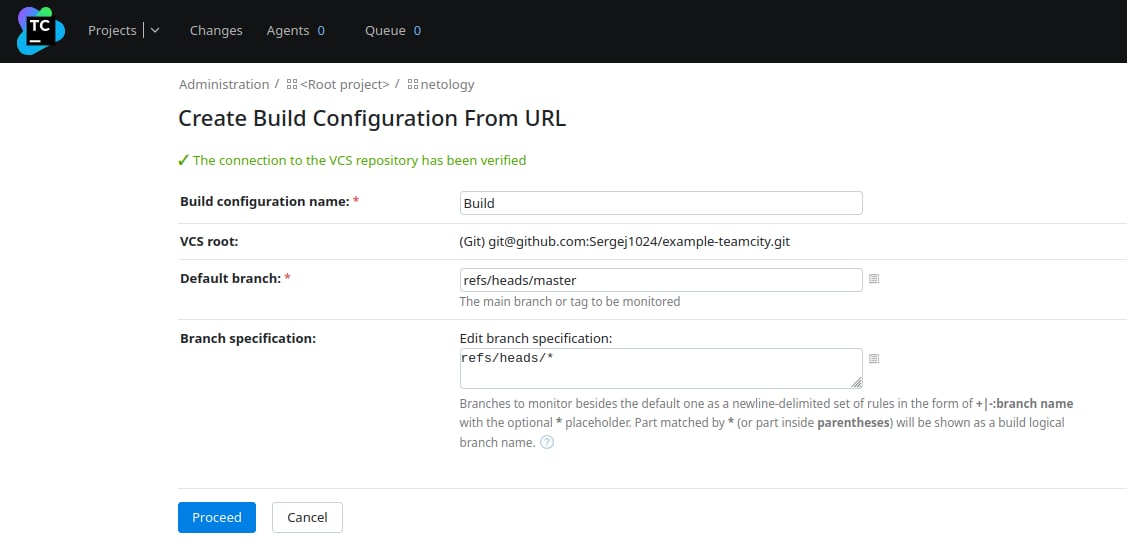 TC
Projects Changes Agents 0 Queue 0
Administration / <Root project> / netology
Create Build Configuration From URL
✓ The connection to the VCS repository has been verified
Build configuration name: * Build
VCS root: (Git) git@github.com:Sergej1024/example-teamcity.git
Default branch: * refs/heads/master
The main branch or tag to be monitored
Branch specification: Edit branch specification:
refs/heads/*
Branches to monitor besides the default one as a newline-delimited set of rules in the form of +|-:branch name
with the optional * placeholder. Part matched by * (or part inside parentheses) will be shown as a build logical
branch name. ?
Proceed Cancel